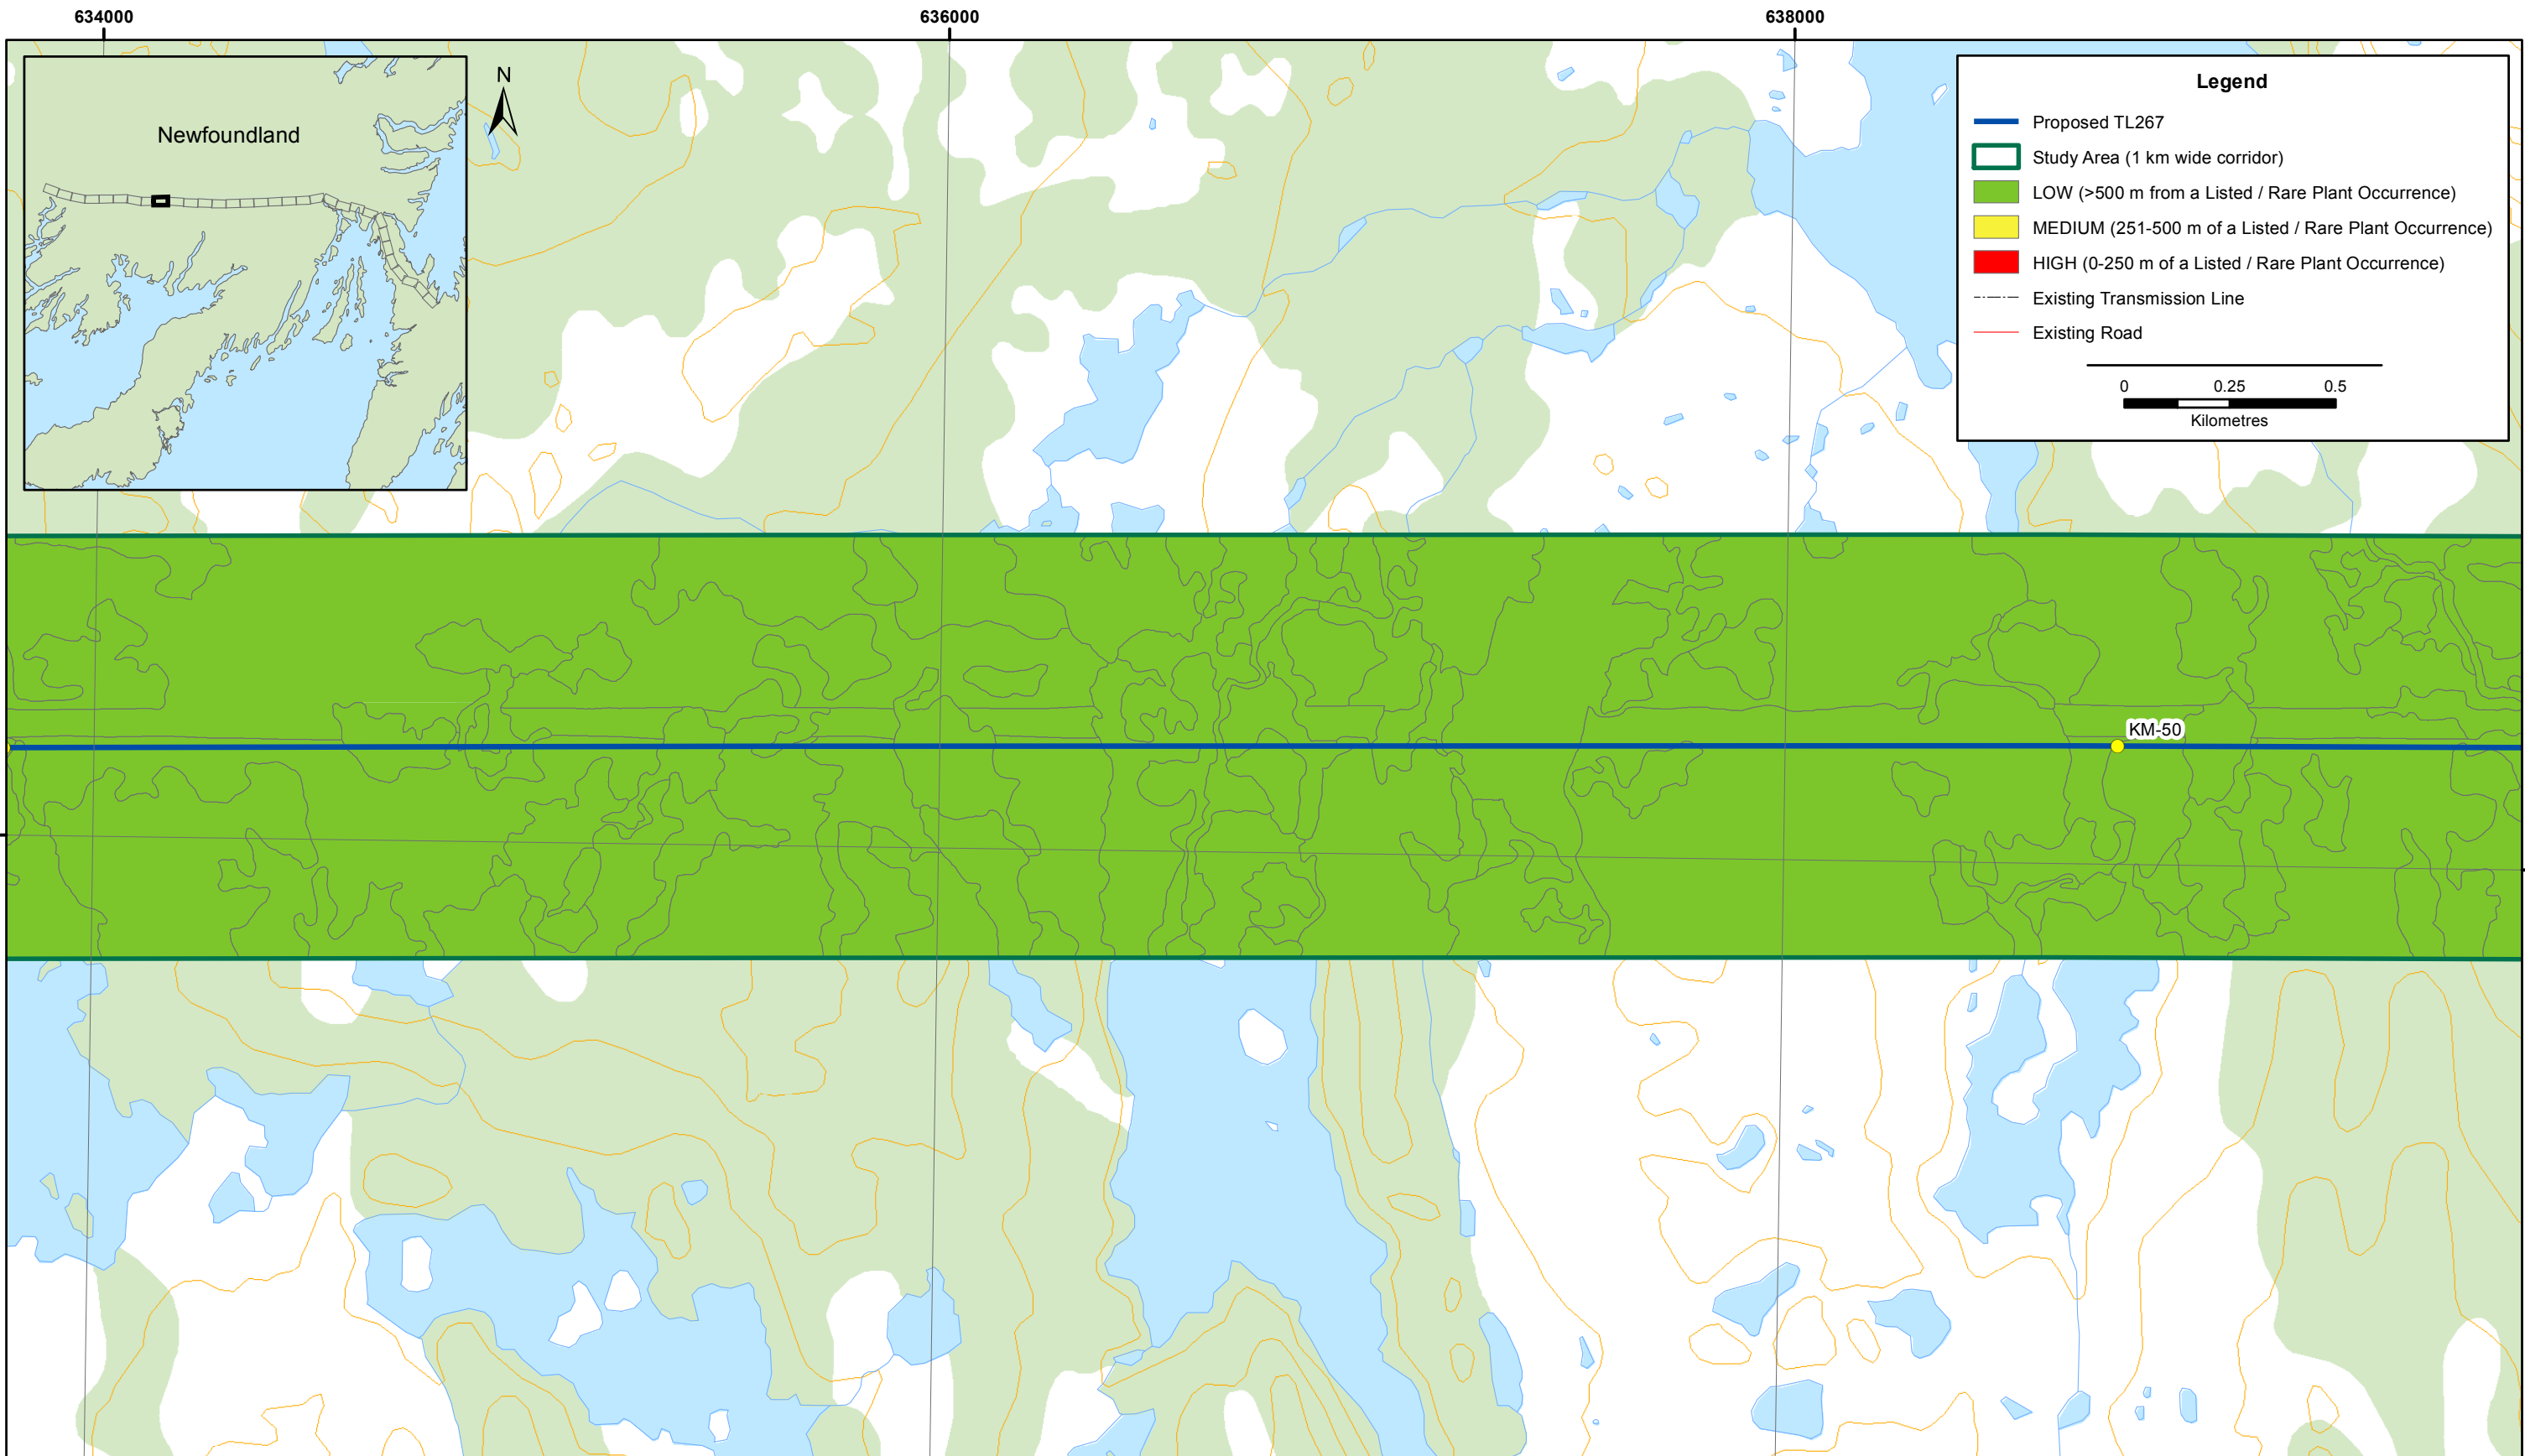 634000
636000
638000
Newfoundland
N
Legend
Proposed TL267
Study Area (1 km wide corridor)
LOW (>500 m from a Listed / Rare Plant Occurrence)
MEDIUM (251-500 m of a Listed / Rare Plant Occurrence)
HIGH (0-250 m of a Listed / Rare Plant Occurrence)
Existing Transmission Line
Existing Road
0 0.25 0.5
Kilometres
KM-50